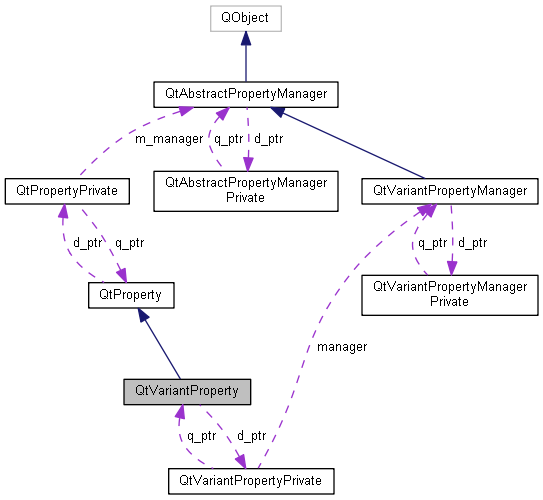 QObject
QtAbstractPropertyManager
m_manager
q_ptr
d_ptr
QtPropertyPrivate
QtAbstractPropertyManager
Private
QtVariantPropertyManager
d_ptr
q_ptr
q_ptr
d_ptr
QtProperty
QtVariantPropertyManager
Private
manager
QtVariantProperty
q_ptr
d_ptr
QtVariantPropertyPrivate